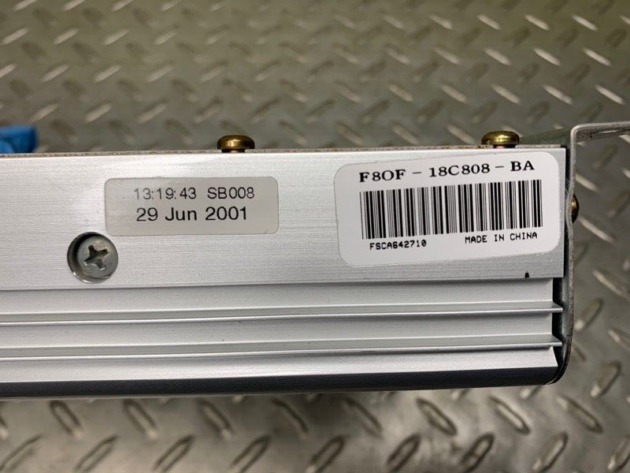 13:19:43 SB008
29 Jun 2001
F8OF - 18C808 - BA
FSCA642710 MADE IN CHINA